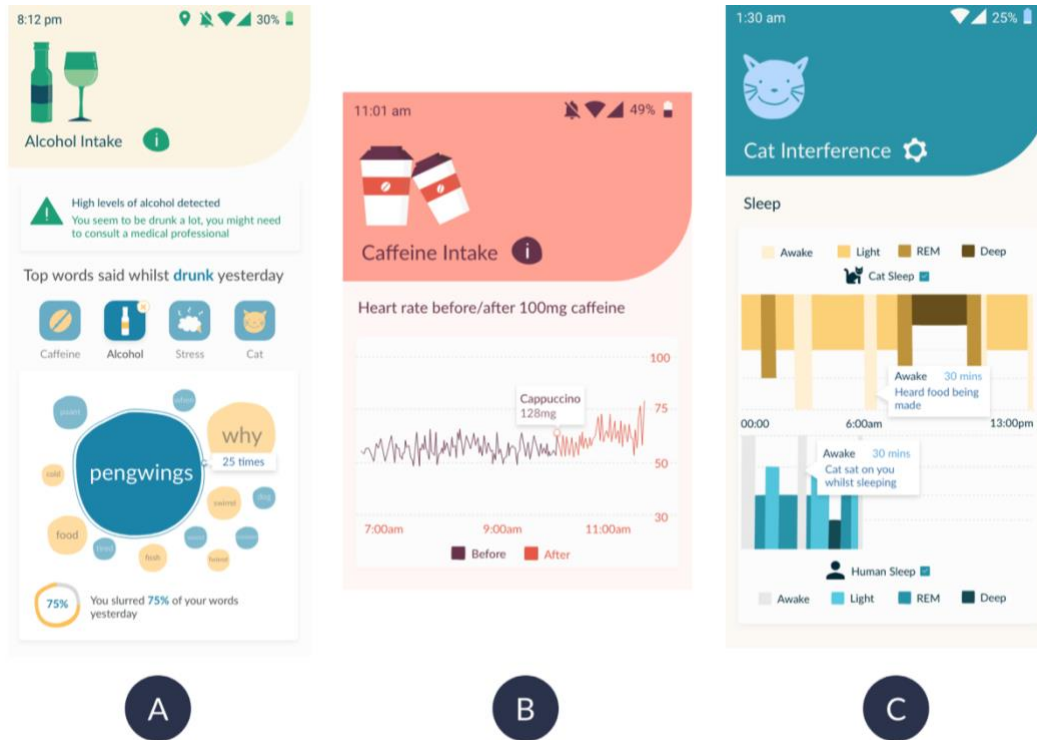 8:12 pm 30%
Alcohol Intake i
High levels of alcohol detected
You seem to be drunk a lot, you might need
to consult a medical professional
Top words said whilst drunk yesterday
Caffeine Alcohol Stress Cat
why
pengwings
25 times
cold
food
tired
dog
75% You slurred 75% of your words
yesterday
A
11:01 am 49%
Caffeine Intake i
Heart rate before/after 100mg caffeine
100
Cappuccino
128mg
75
50
30
7:00am 9:00am 11:00am
Before After
B
1:30 am 25%
Cat Interference
Sleep
Awake Light REM Deep
Cat Sleep
Awake 30 mins
Heard food being
made
00:00 6:00am 13:00pm
Awake 30 mins
Cat sat on you
whilst sleeping
Human Sleep
Awake Light REM Deep
C